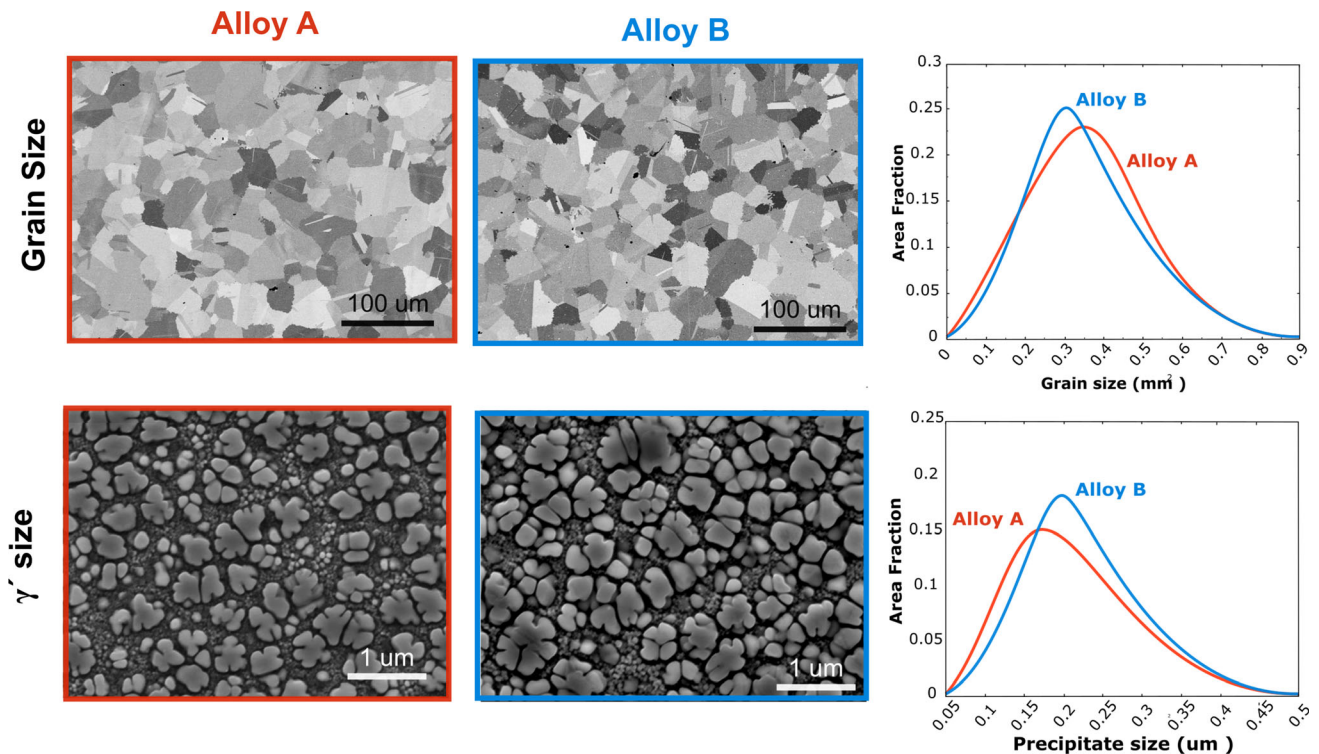 Alloy A
Alloy B
Grain Size
100 um
100 um
0.3
0.25
0.2
0.15
0.1
0.05
0
Area Fraction
Alloy B
Alloy A
0 0.1 0.2 0.3 0.4 0.5 0.6 0.7 0.8 0.9
Grain size (mm²)
γ´ size
1 um
1 um
0.25
0.2
0.15
0.1
0.05
0
Area Fraction
Alloy B
Alloy A
0.05 0.1 0.15 0.2 0.25 0.3 0.35 0.4 0.45 0.5
Precipitate size (um )